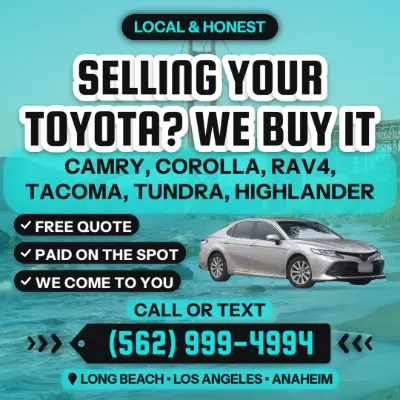 LOCAL & HONEST
SELLING YOUR
TOYOTA? WE BUY IT
CAMRY, COROLLA, RAV4,
TACOMA, TUNDRA, HIGHLANDER
FREE QUOTE
PAID ON THE SPOT
WE COME TO YOU
CALL OR TEXT
(562) 999-4994
LONG BEACH • LOS ANGELES • ANAHEIM